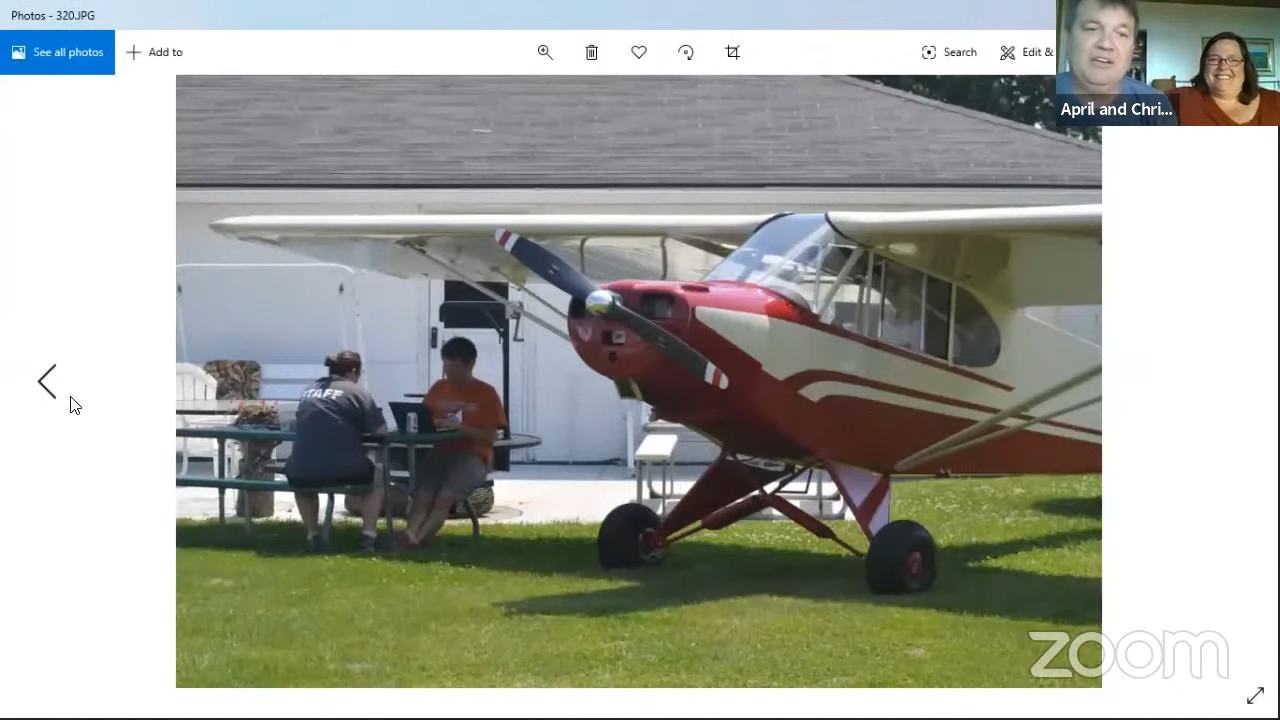 Photos - 320.JPG
See all photos
Add to
Search
Edit &
April and Chri...
STAFF
zoom